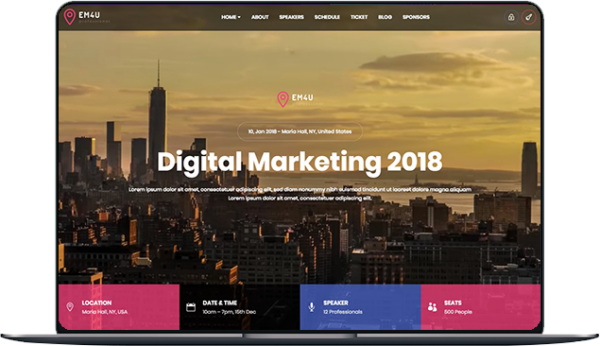 EM4U
HOME ABOUT SPEAKERS SCHEDULE TICKET BLOG SPONSORS
EM4U
10, Jan 2018 - Maria Hall, NY, United States
Digital Marketing 2018
Lorem ipsum dolor sit amet, consectetuer adipiscing elit, sed diam nonummy nibh euismod tincidunt ut laoreet dolore magna aliquam
Lorem ipsum dolor sit amet, consectetuer adipiscing elit.
LOCATION
Maria Hall, NY, USA
DATE & TIME
10am - 7pm, 15th Dec
SPEAKER
12 Professionals
SEATS
500 People